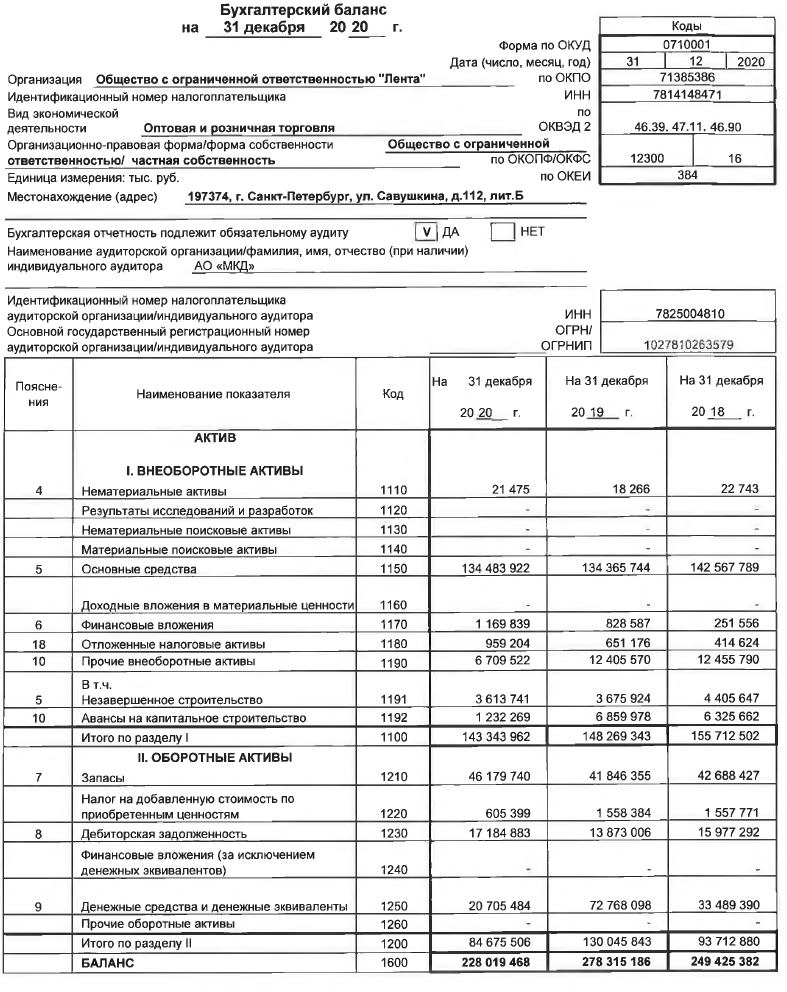 Бухгалтерский баланс
на 31 декабря 20 20 г.
Коды
Форма по ОКУД 0710001
Дата (число, месяц, год) 31 12 2020
Организация Общество с ограниченной ответственностью "Лента" по ОКПО 71385386
Идентификационный номер налогоплательщика ИНН 7814148471
Вид экономической по
деятельности Оптовая и розничная торговля ОКВЭД 2 46.39. 47.11. 46.90
Организационно-правовая форма/форма собственности Общество с ограниченной
ответственностью/ частная собственность по ОКОПФ/ОКФС 12300 16
Единица измерения: тыс. руб. по ОКЕИ 384
Местонахождение (адрес) 197374, г. Санкт-Петербург, ул. Савушкина, д.112, лит.Б
Бухгалтерская отчетность подлежит обязательному аудиту V ДА НЕТ
Наименование аудиторской организации/фамилия, имя, отчество (при наличии)
индивидуального аудитора АО «МКД»
Идентификационный номер налогоплательщика
аудиторской организации/индивидуального аудитора ИНН 7825004810
Основной государственный регистрационный номер ОГРН/
аудиторской организации/индивидуального аудитора ОГРНИП 1027810263579
Поясне- На 31 декабря На 31 декабря На 31 декабря
ния Наименование показателя Код
20 20 г. 20 19 г. 20 18 г.
АКТИВ
I. ВНЕОБОРОТНЫЕ АКТИВЫ
4 Нематериальные активы 1110 21 475 18 266 22 743
Результаты исследований и разработок 1120 - - -
Нематериальные поисковые активы 1130 - - -
Материальные поисковые активы 1140 - - -
5 Основные средства 1150 134 483 922 134 365 744 142 567 789
Доходные вложения в материальные ценности 1160 - - -
6 Финансовые вложения 1170 1 169 839 828 587 251 556
18 Отложенные налоговые активы 1180 959 204 651 176 414 624
10 Прочие внеоборотные активы 1190 6 709 522 12 405 570 12 455 790
В т.ч.
5 Незавершенное строительство 1191 3 613 741 3 675 924 4 405 647
10 Авансы на капитальное строительство 1192 1 232 269 6 859 978 6 325 662
Итого по разделу I 1100 143 343 962 148 269 343 155 712 502
II. ОБОРОТНЫЕ АКТИВЫ
7 Запасы 1210 46 179 740 41 846 355 42 688 427
Налог на добавленную стоимость по
приобретенным ценностям 1220 605 399 1 558 384 1 557 771
8 Дебиторская задолженность 1230 17 184 883 13 873 006 15 977 292
Финансовые вложения (за исключением
денежных эквивалентов) 1240 - - -
9 Денежные средства и денежные эквиваленты 1250 20 705 484 72 768 098 33 489 390
Прочие оборотные активы 1260 - - -
Итого по разделу II 1200 84 675 506 130 045 843 93 712 880
БАЛАНС 1600 228 019 468 278 315 186 249 425 382